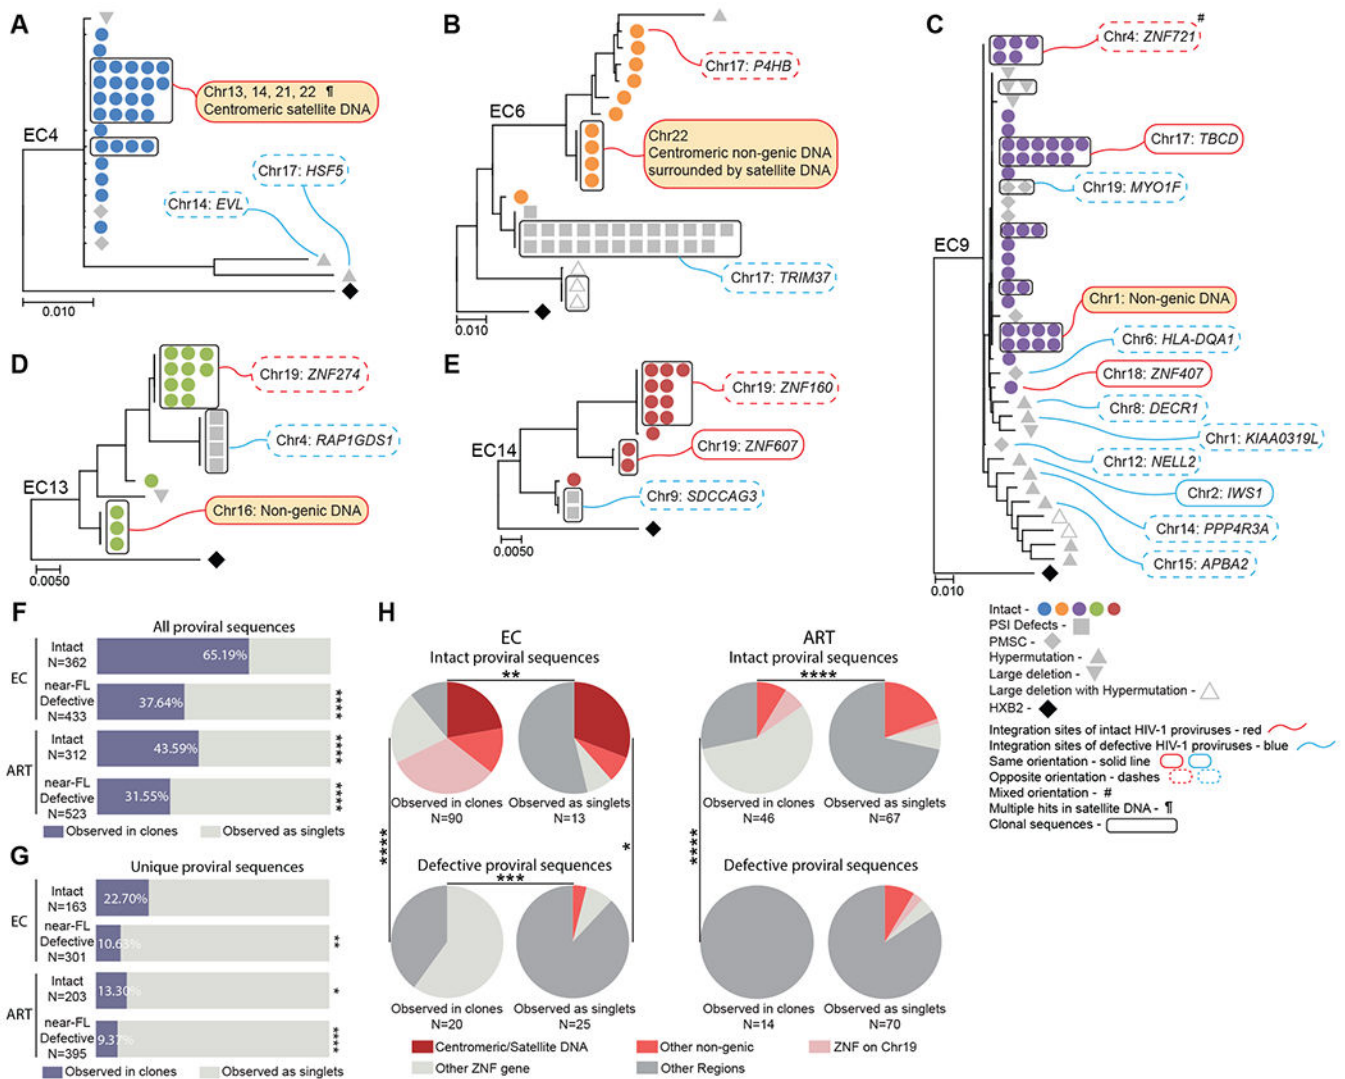 A
EC4
Chr13, 14, 21, 22 ¶
Centromeric satellite DNA
Chr17: HSF5
Chr14: EVL
0.010
B
EC6
Chr17: P4HB
Chr22
Centromeric non-genic DNA
surrounded by satellite DNA
Chr17: TRIM37
0.010
C
EC9
Chr4: ZNF721
#
Chr17: TBCD
Chr19: MYO1F
Chr1: Non-genic DNA
Chr6: HLA-DQA1
Chr18: ZNF407
Chr8: DECR1
Chr1: KIAA0319L
Chr12: NELL2
Chr2: IWS1
Chr14: PPP4R3A
Chr15: APBA2
0.010
D
EC13
Chr19: ZNF274
Chr4: RAP1GDS1
Chr16: Non-genic DNA
0.0050
E
EC14
Chr19: ZNF160
Chr19: ZNF607
Chr9: SDCCAG3
0.0050
Intact -
PSI Defects -
PMSC -
Hypermutation -
Large deletion -
Large deletion with Hypermutation -
HXB2 -
Integration sites of intact HIV-1 proviruses - red
Integration sites of defective HIV-1 proviruses - blue
Same orientation - solid line
Opposite orientation - dashes
Mixed orientation - #
Multiple hits in satellite DNA - ¶
Clonal sequences -
F
All proviral sequences
EC
Intact
N=362
65.19%
near-FL
Defective
N=433
37.64%
****
ART
Intact
N=312
43.59%
****
near-FL
Defective
N=523
31.55%
****
Observed in clones
Observed as singlets
G
Unique proviral sequences
EC
Intact
N=163
22.70%
near-FL
Defective
N=301
10.63%
**
ART
Intact
N=203
13.30%
*
near-FL
Defective
N=395
9.37%
****
Observed in clones
Observed as singlets
H
EC
Intact proviral sequences
**
Observed in clones
N=90
Observed as singlets
N=13
****
*
Defective proviral sequences
***
Observed in clones
N=20
Observed as singlets
N=25
ART
Intact proviral sequences
****
Observed in clones
N=46
Observed as singlets
N=67
****
Defective proviral sequences
Observed in clones
N=14
Observed as singlets
N=70
Centromeric/Satellite DNA
Other non-genic
ZNF on Chr19
Other ZNF gene
Other Regions